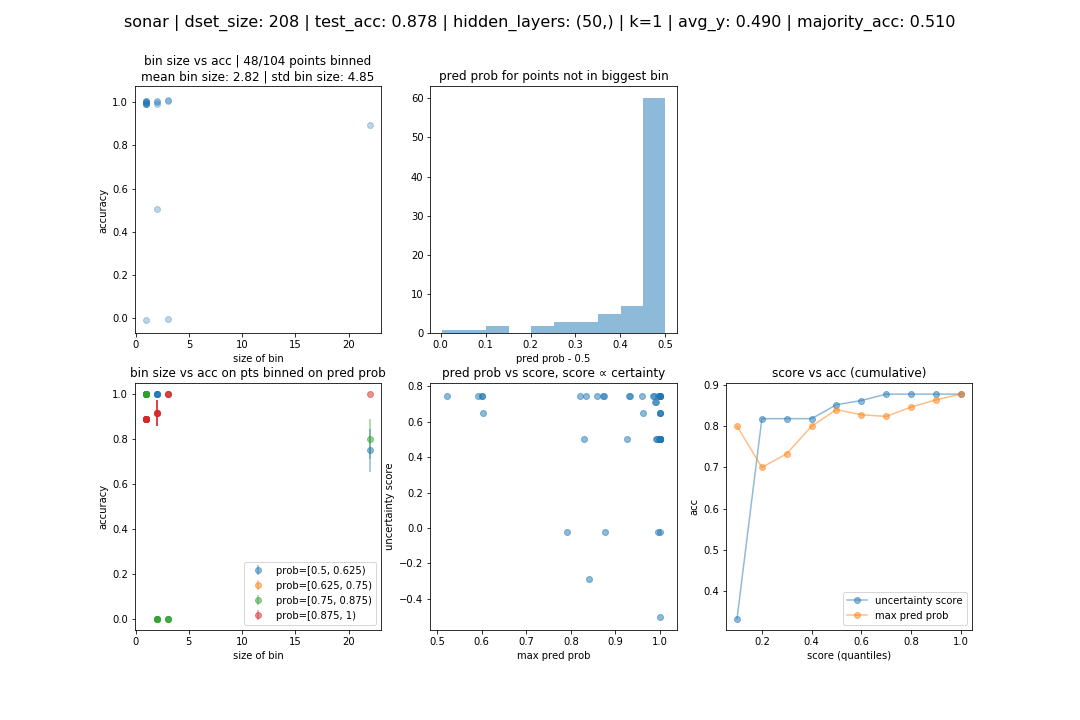 sonar | dset_size: 208 | test_acc: 0.878 | hidden_layers: (50,) | k=1 | avg_y: 0.490 | majority_acc: 0.510
bin size vs acc | 48/104 points binned
mean bin size: 2.82 | std bin size: 4.85
1.0
0.8
0.6
0.4
0.2
0.0
accuracy
0
5
10
15
20
size of bin
pred prob for points not in biggest bin
60
50
40
30
20
10
0
0.0
0.1
0.2
0.3
0.4
0.5
pred prob - 0.5
bin size vs acc on pts binned on pred prob
1.0
0.8
0.6
0.4
0.2
0.0
accuracy
prob=[0.5, 0.625)
prob=[0.625, 0.75)
prob=[0.75, 0.875)
prob=[0.875, 1)
0
5
10
15
20
size of bin
pred prob vs score, score ∝ certainty
0.8
0.6
0.4
0.2
0.0
−0.2
−0.4
uncertainty score
0.5
0.6
0.7
0.8
0.9
1.0
max pred prob
score vs acc (cumulative)
0.9
0.8
0.7
0.6
0.5
0.4
acc
uncertainty score
max pred prob
0.2
0.4
0.6
0.8
1.0
score (quantiles)